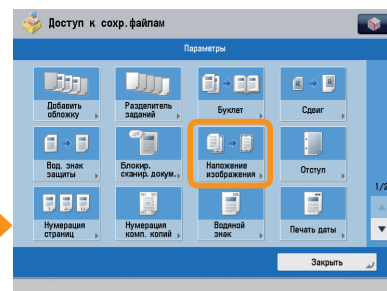 Доступ к сохр.файлам
Параметры
Добавить
обложку
Разделитель
заданий
Буклет
Сдвиг
Вод. знак
защиты
Блокир.
сканир. докум.
Наложение
изображения
Отступ
Нумерация
страниц
Нумерация
комп. копий
Водяной
знак
Печать даты
1/2
Закрыть